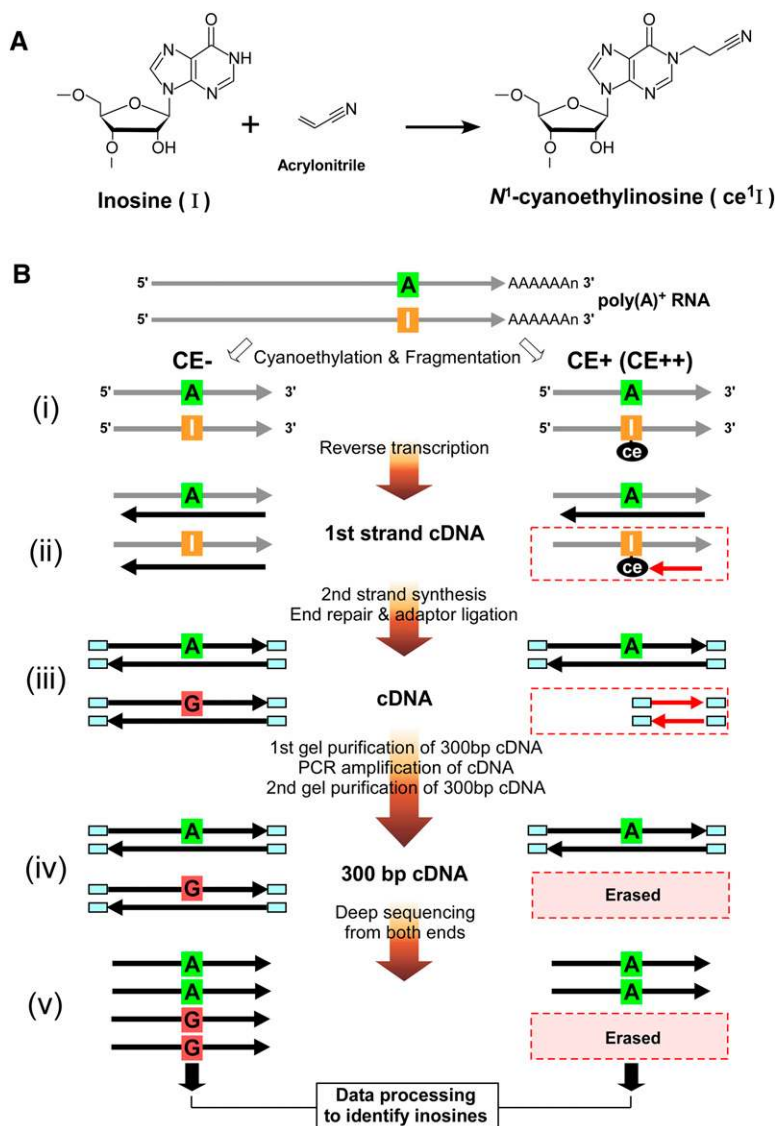 A
O
N
NH
N
N
O
O
O
OH
+
Acrylonitrile
N
Inosine ( I )
O
N
N
N
N
N
O
O
O
OH
N¹-cyanoethylinosine ( ce¹I )
B
5'
A
AAAAAAn 3'
5'
I
AAAAAAn 3'
poly(A)⁺ RNA
CE-
Cyanoethylation & Fragmentation
CE+ (CE++)
(i)
5'
A
3'
5'
A
3'
5'
I
3'
5'
I
3'
ce
Reverse transcription
(ii)
A
A
1st strand cDNA
I
I
ce
2nd strand synthesis
End repair & adaptor ligation
(iii)
A
A
cDNA
G
1st gel purification of 300bp cDNA
PCR amplification of cDNA
2nd gel purification of 300bp cDNA
(iv)
A
A
300 bp cDNA
G
Erased
Deep sequencing
from both ends
(v)
A
A
A
A
G
G
Erased
Data processing
to identify inosines